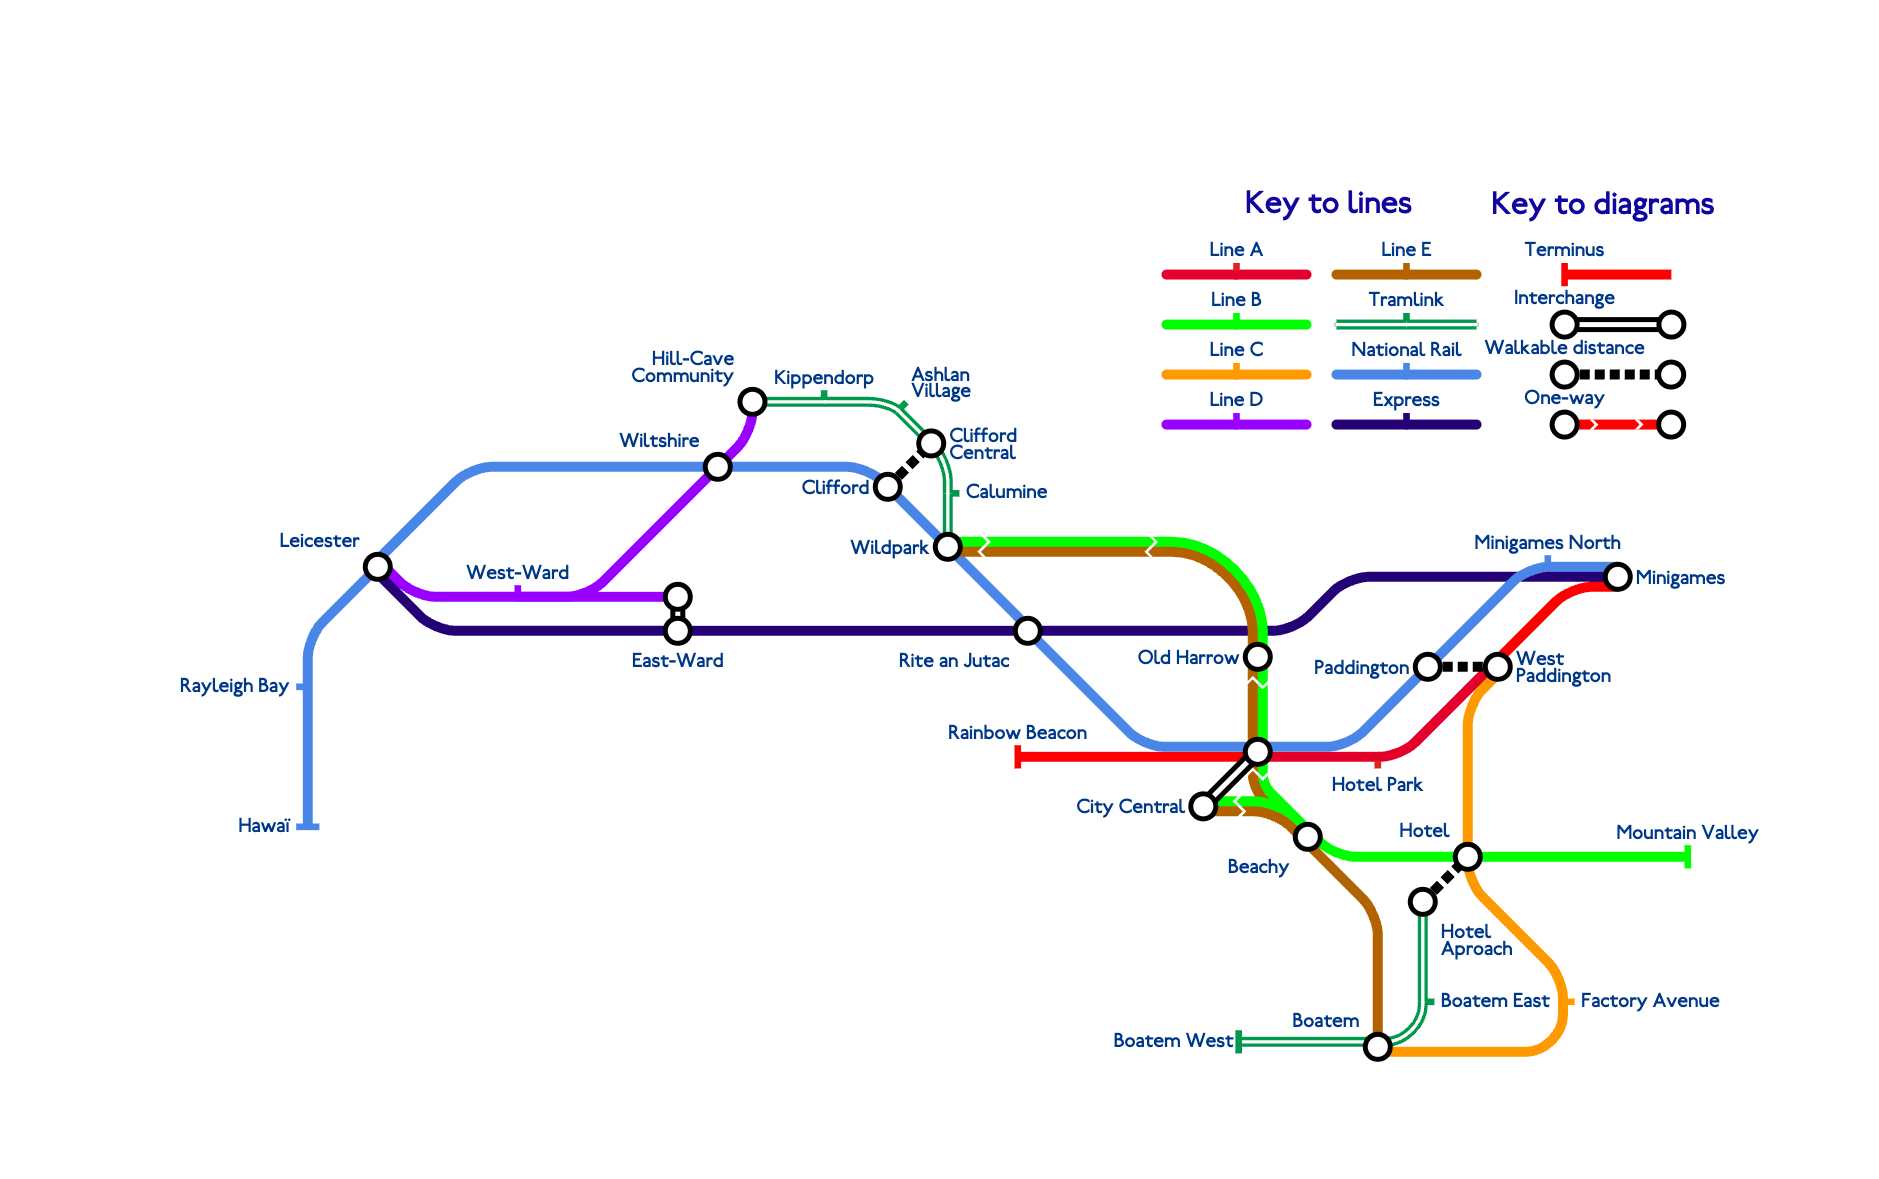 Key to lines
Key to diagrams
Line A
Line E
Terminus
Line B
Tramlink
Interchange
Line C
National Rail
Walkable distance
Line D
Express
One-way
Hill-Cave
Community
Kippendorp
Ashlan
Village
Wiltshire
Clifford
Central
Clifford
Calumine
Leicester
West-Ward
Wildpark
Minigames North
Minigames
East-Ward
Rite an Jutac
Old Harrow
Paddington
West
Paddington
Rayleigh Bay
Rainbow Beacon
Hotel Park
City Central
Hawaï
Hotel
Mountain Valley
Beachy
Hotel
Aproach
Boatem East
Factory Avenue
Boatem
Boatem West